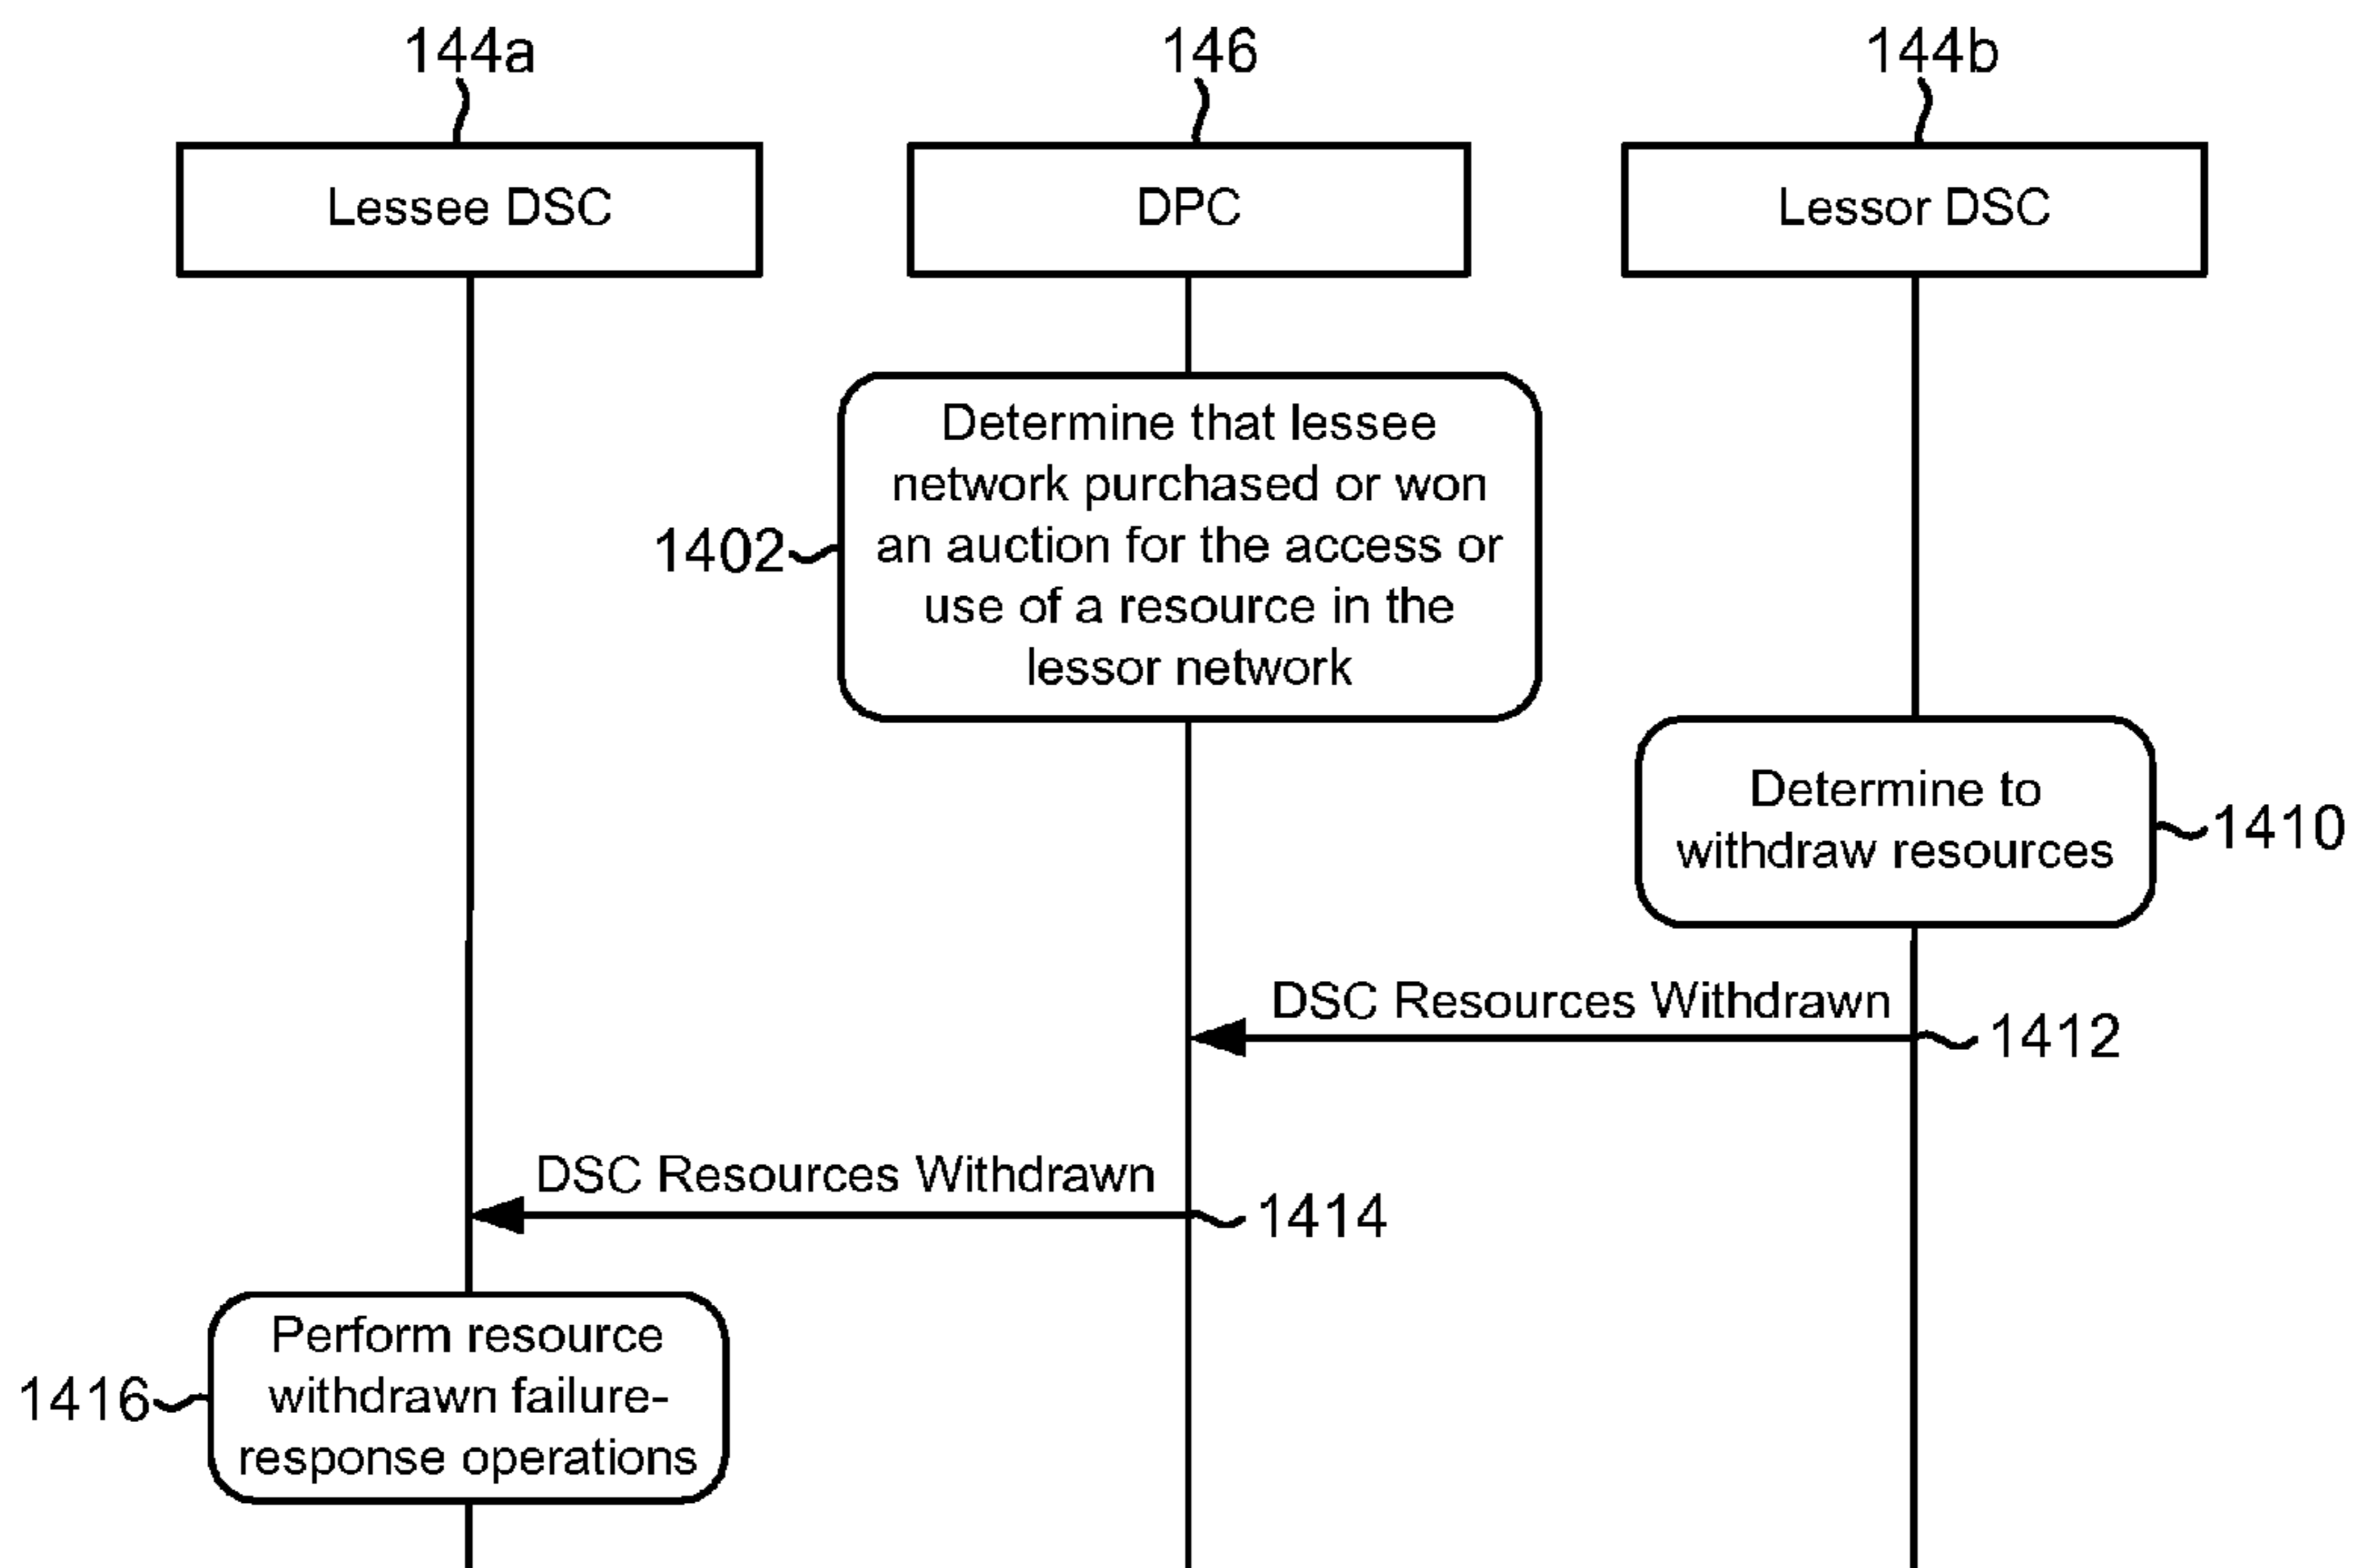 144a
146
144b
Lessee DSC
DPC
Lessor DSC
Determine that lessee
network purchased or won
an auction for the access or
use of a resource in the
lessor network
1402
Determine to
withdraw resources
1410
DSC Resources Withdrawn
1412
DSC Resources Withdrawn
1414
Perform resource
withdrawn failure-
response operations
1416